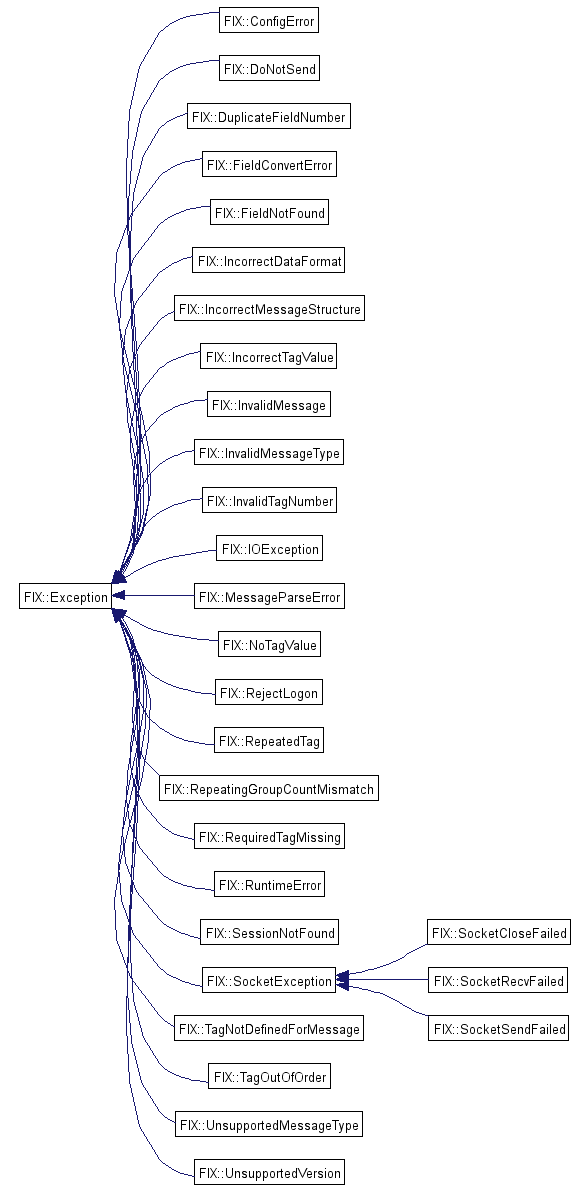 FIX::ConfigError
FIX::DoNotSend
FIX::DuplicateFieldNumber
FIX::FieldConvertError
FIX::FieldNotFound
FIX::IncorrectDataFormat
FIX::IncorrectMessageStructure
FIX::IncorrectTagValue
FIX::InvalidMessage
FIX::InvalidMessageType
FIX::InvalidTagNumber
FIX::IOException
FIX::Exception
FIX::MessageParseError
FIX::NoTagValue
FIX::RejectLogon
FIX::RepeatedTag
FIX::RepeatingGroupCountMismatch
FIX::RequiredTagMissing
FIX::RuntimeError
FIX::SessionNotFound
FIX::SocketCloseFailed
FIX::SocketException
FIX::SocketRecvFailed
FIX::TagNotDefinedForMessage
FIX::SocketSendFailed
FIX::TagOutOfOrder
FIX::UnsupportedMessageType
FIX::UnsupportedVersion